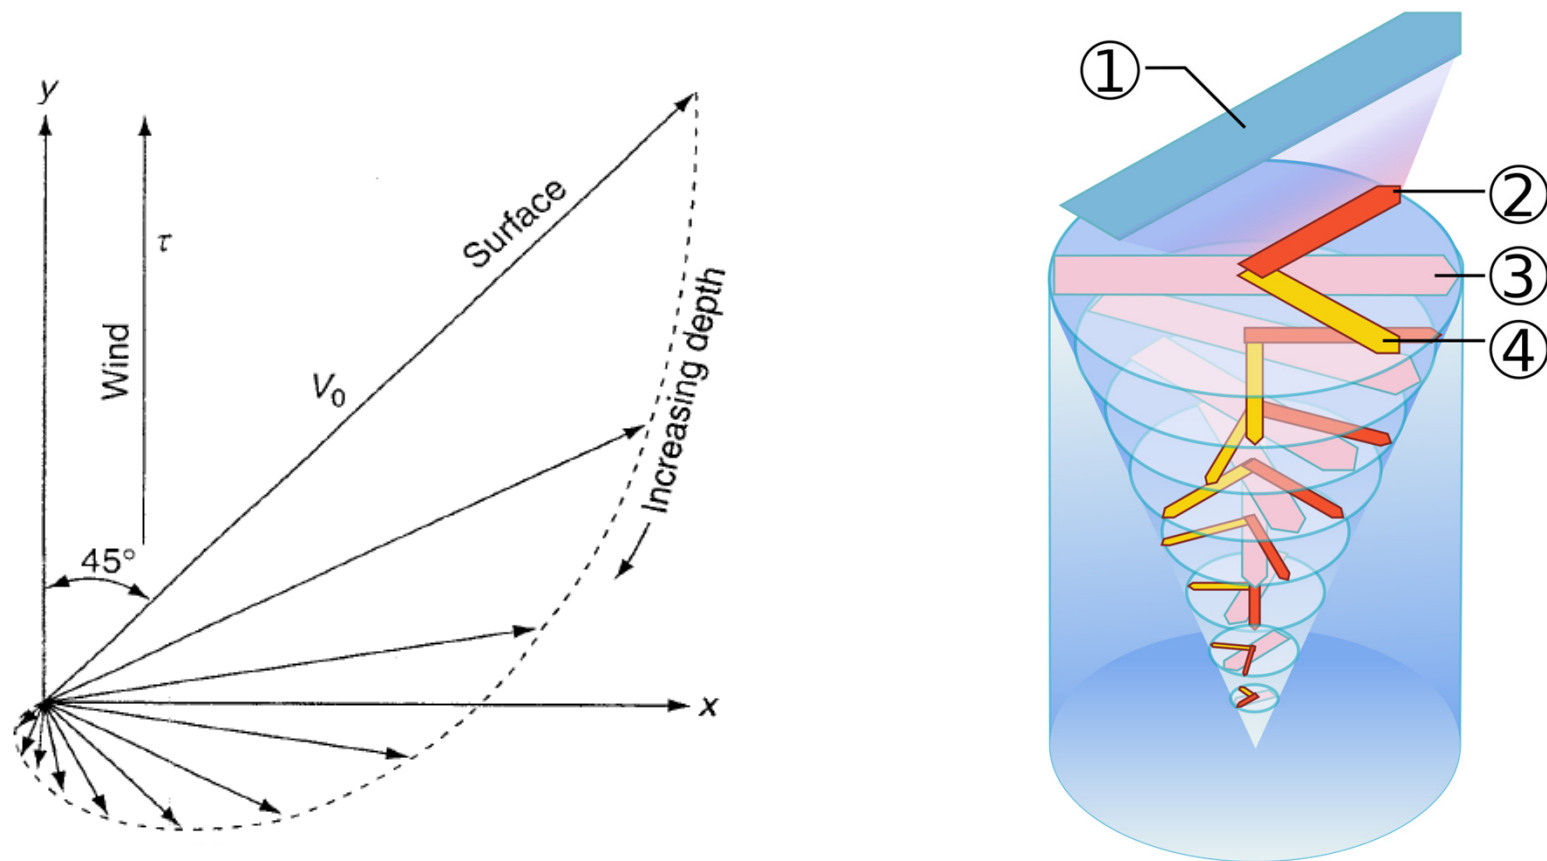 y
τ
Wind
Surface
V0
Increasing depth
45°
x
①
②
③
④